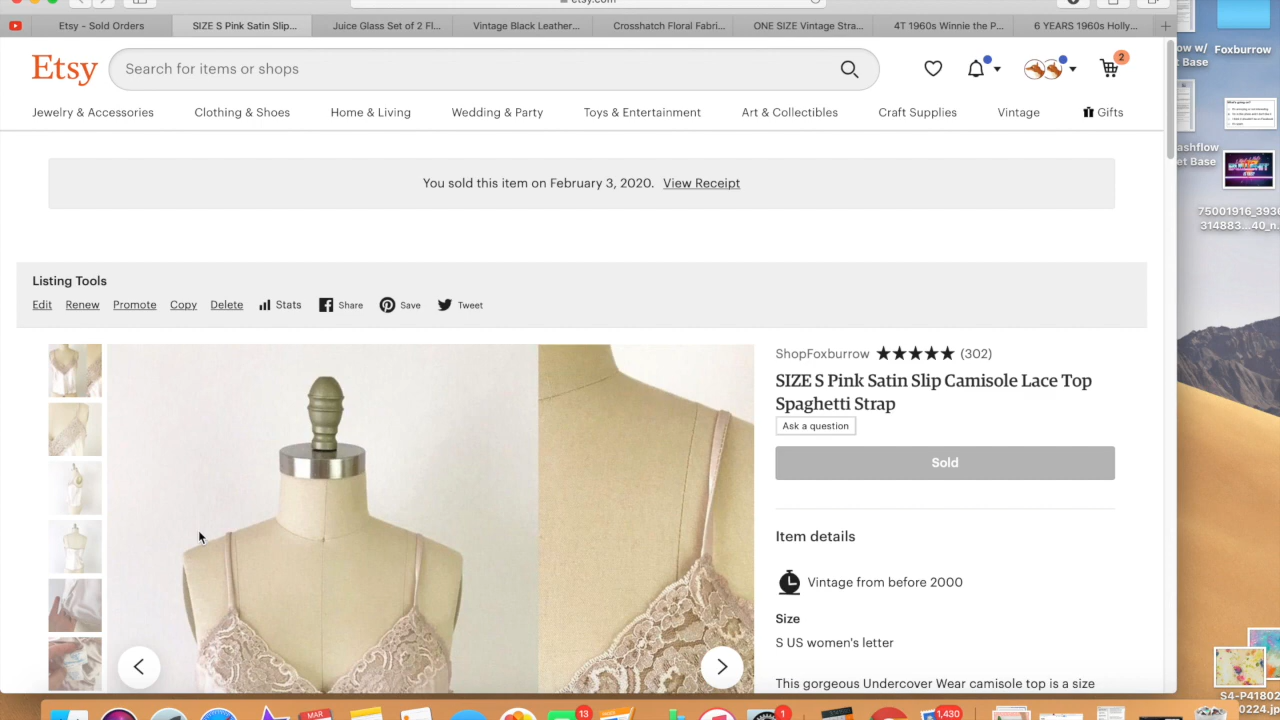 etsy.com
Etsy – Sold Orders
SIZE S Pink Satin Slip...
Juice Glass Set of 2 Fl...
Vintage Black Leather...
Crosshatch Floral Fabri...
ONE SIZE Vintage Stra...
4T 1960s Winnie the P...
6 YEARS 1960s Holly...
Etsy
Search for items or shops
2
Jewelry & Accessories
Clothing & Shoes
Home & Living
Wedding & Party
Toys & Entertainment
Art & Collectibles
Craft Supplies
Vintage
Gifts
You sold this item on February 3, 2020. View Receipt
Listing Tools
Edit
Renew
Promote
Copy
Delete
Stats
Share
Save
Tweet
ShopFoxburrow
(302)
SIZE S Pink Satin Slip Camisole Lace Top
Spaghetti Strap
Ask a question
Sold
Item details
Vintage from before 2000
Size
S US women's letter
This gorgeous Undercover Wear camisole top is a size
ow w/
Base
Foxburrow
ashflow
et Base
75001916_3936
314883...40_n.
S4-P41802
0224.jp
MAR
13
1
1,430